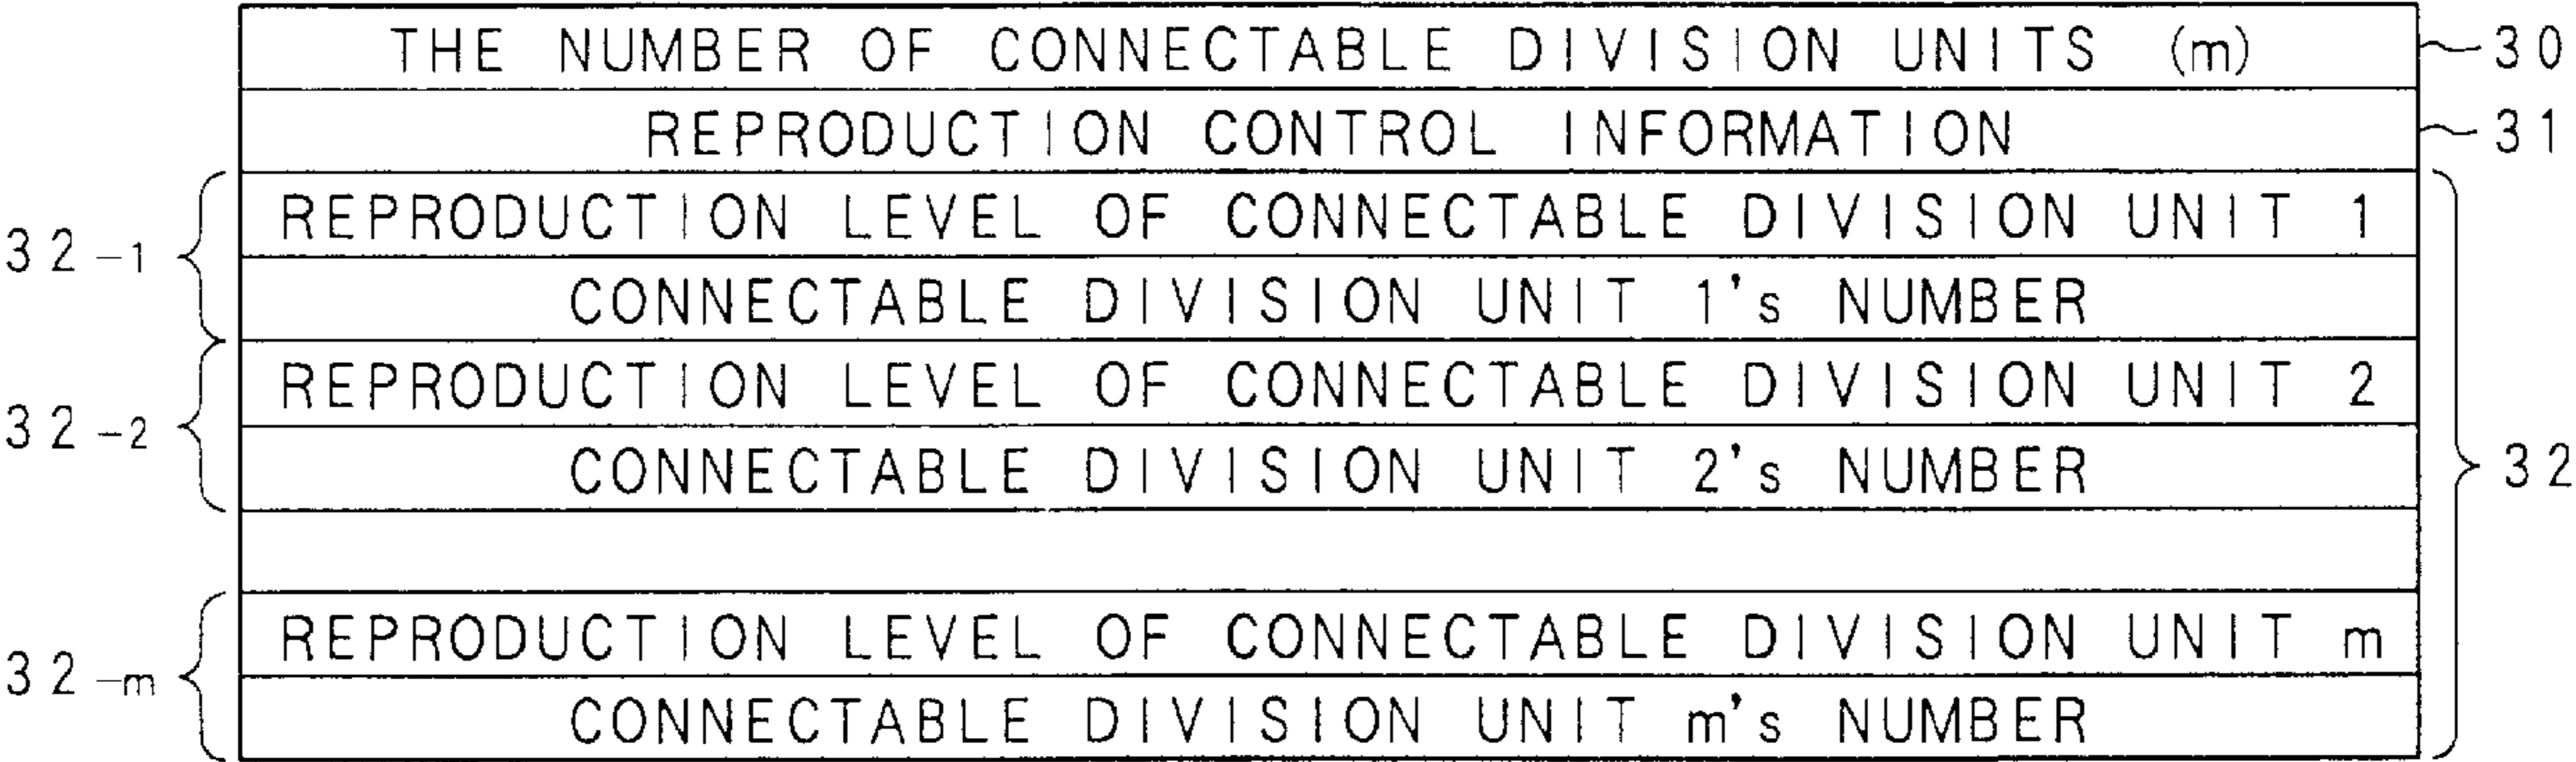 THE NUMBER OF CONNECTABLE DIVISION UNITS (m) 30
REPRODUCTION CONTROL INFORMATION 31
REPRODUCTION LEVEL OF CONNECTABLE DIVISION UNIT 1
32-1
CONNECTABLE DIVISION UNIT 1's NUMBER
REPRODUCTION LEVEL OF CONNECTABLE DIVISION UNIT 2
32-2
CONNECTABLE DIVISION UNIT 2's NUMBER
32
REPRODUCTION LEVEL OF CONNECTABLE DIVISION UNIT m
32-m
CONNECTABLE DIVISION UNIT m's NUMBER